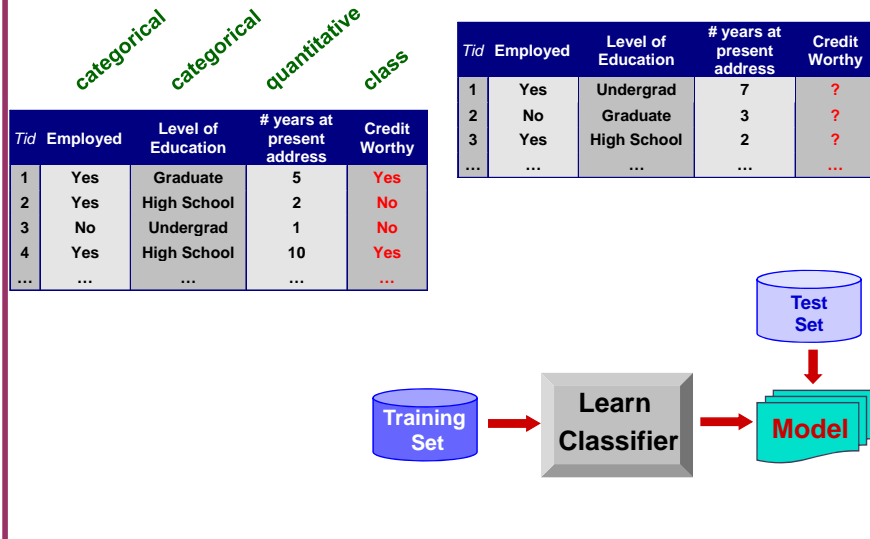 categorical
categorical
quantitative
class
Tid Employed Level of Education # years at present address Credit Worthy
1 Yes Graduate 5 Yes
2 Yes High School 2 No
3 No Undergrad 1 No
4 Yes High School 10 Yes
… … … … …
Tid Employed Level of Education # years at present address Credit Worthy
1 Yes Undergrad 7 ?
2 No Graduate 3 ?
3 Yes High School 2 ?
… … … … …
Test
Set
Training
Set
Learn
Classifier
Model